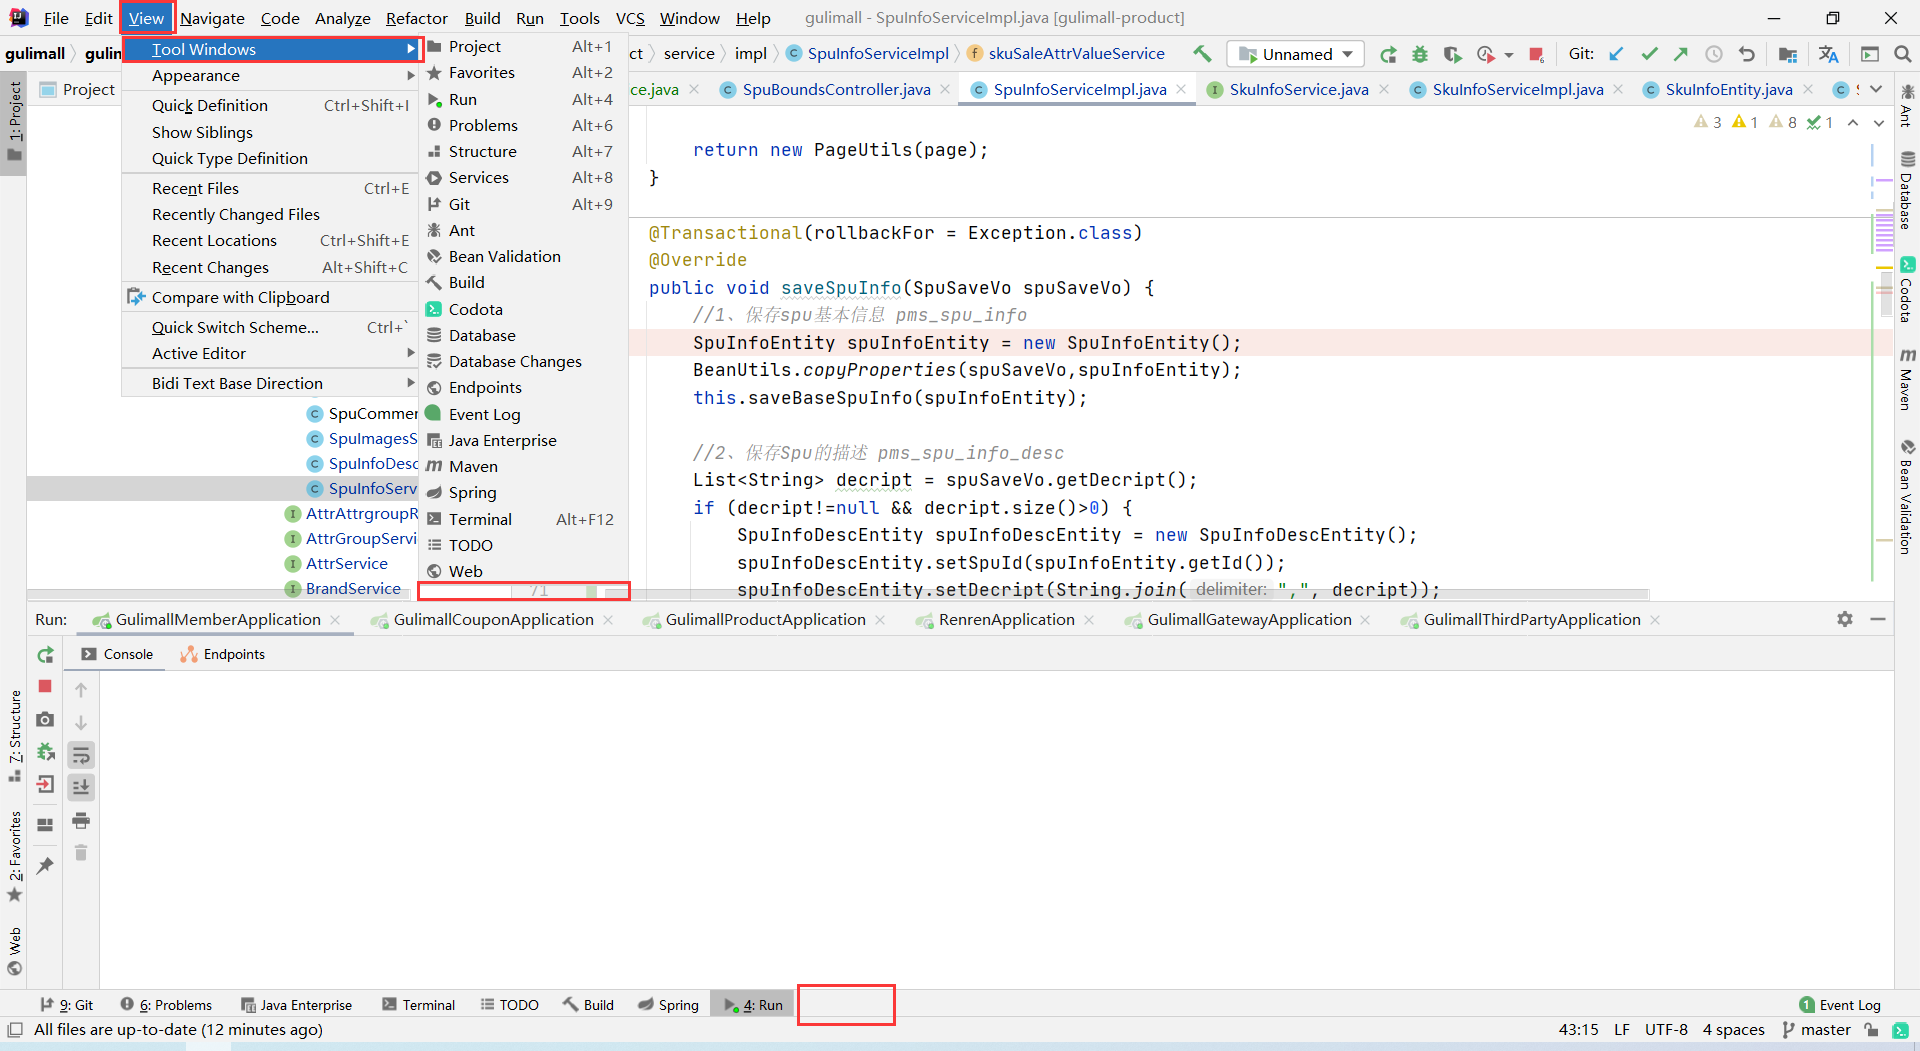 File Edit View Navigate Code Analyze Refactor Build Run Tools VCS Window Help gulimall - SpuInfoServiceImpl.java [gulimall-product]
gulimall gulin ct service impl SpuInfoServiceImpl skuSaleAttrValueService Unnamed Git:
Project ce.java SpuBoundsController.java SpuInfoServiceImpl.java SkuInfoService.java SkuInfoServiceImpl.java SkuInfoEntity.java
1: Project
7: Structure
2: Favorites
Web
Tool Windows
Appearance
Quick Definition Ctrl+Shift+I
Show Siblings
Quick Type Definition
Recent Files Ctrl+E
Recently Changed Files
Recent Locations Ctrl+Shift+E
Recent Changes Alt+Shift+C
Compare with Clipboard
Quick Switch Scheme... Ctrl+`
Active Editor
Bidi Text Base Direction
Project Alt+1
Favorites Alt+2
Run Alt+4
Problems Alt+6
Structure Alt+7
Services Alt+8
Git Alt+9
Ant
Bean Validation
Build
Codota
Database
Database Changes
Endpoints
Event Log
Java Enterprise
Maven
Spring
Terminal Alt+F12
TODO
Web
SpuCommer
SpuImagesS
SpuInfoDesc
SpuInfoServ
AttrAttrgroupR
AttrGroupServi
AttrService
BrandService
71
3 1 8 1
return new PageUtils(page);
}
@Transactional(rollbackFor = Exception.class)
@Override
public void saveSpuInfo(SpuSaveVo spuSaveVo) {
//1、保存spu基本信息 pms_spu_info
SpuInfoEntity spuInfoEntity = new SpuInfoEntity();
BeanUtils.copyProperties(spuSaveVo,spuInfoEntity);
this.saveBaseSpuInfo(spuInfoEntity);
//2、保存Spu的描述 pms_spu_info_desc
List<String> decript = spuSaveVo.getDecript();
if (decript!=null && decript.size()>0) {
SpuInfoDescEntity spuInfoDescEntity = new SpuInfoDescEntity();
spuInfoDescEntity.setSpuId(spuInfoEntity.getId());
spuInfoDescEntity.setDecript(String.join( delimiter: ",", decript));
Ant
Database
Codota
Maven
Bean Validation
Run: GulimallMemberApplication GulimallCouponApplication GulimallProductApplication RenrenApplication GulimallGatewayApplication GulimallThirdPartyApplication
Console Endpoints
9: Git 6: Problems Java Enterprise Terminal TODO Build Spring 4: Run 1 Event Log
All files are up-to-date (12 minutes ago) 43:15 LF UTF-8 4 spaces master